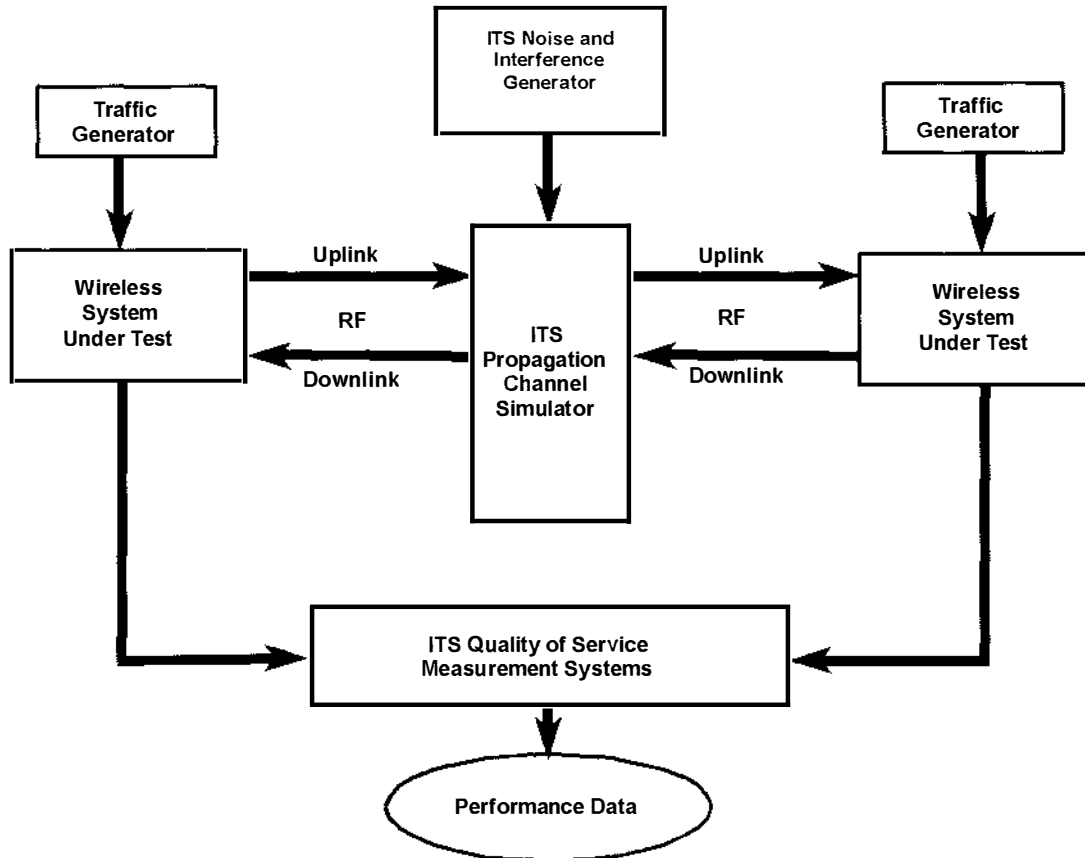 ITS Noise and
Interference
Generator
Traffic
Generator
Traffic
Generator
Uplink
Uplink
Wireless
System
Under Test
RF
ITS
Propagation
Channel
Simulator
RF
Wireless
System
Under Test
Downlink
Downlink
ITS Quality of Service
Measurement Systems
Performance Data